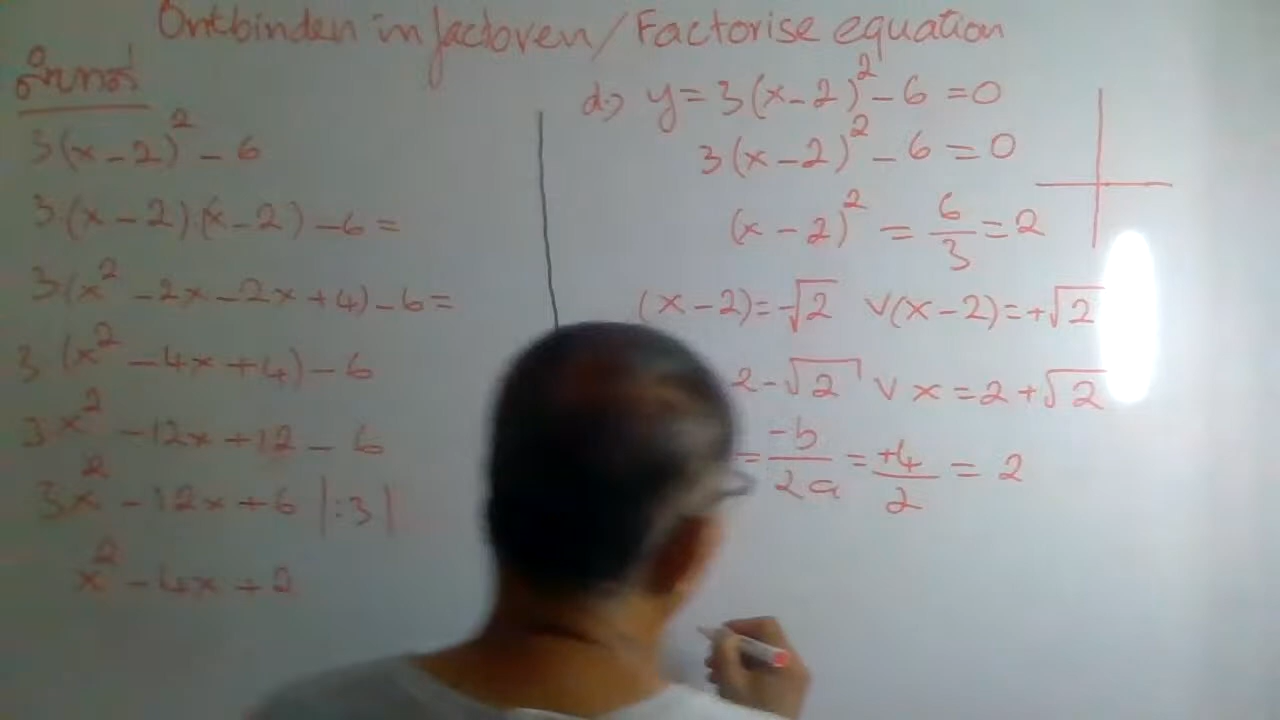 Ontbinden in factoren / Factorise equation
3(x-2)² - 6
3·(x-2)·(x-2) - 6 =
3·(x² - 2x - 2x + 4) - 6 =
3 (x² - 4x + 4) - 6
3x² - 12x + 12 - 6
3x² - 12x + 6 |:3|
x² - 4x + 2
d) y = 3(x-2)² - 6 = 0
3(x-2)² - 6 = 0
(x-2)² = 6/3 = 2
(x-2) = -√2 v (x-2) = +√2
2 - √2 v x = 2 + √2
= -b/2a = +4/2 = 2